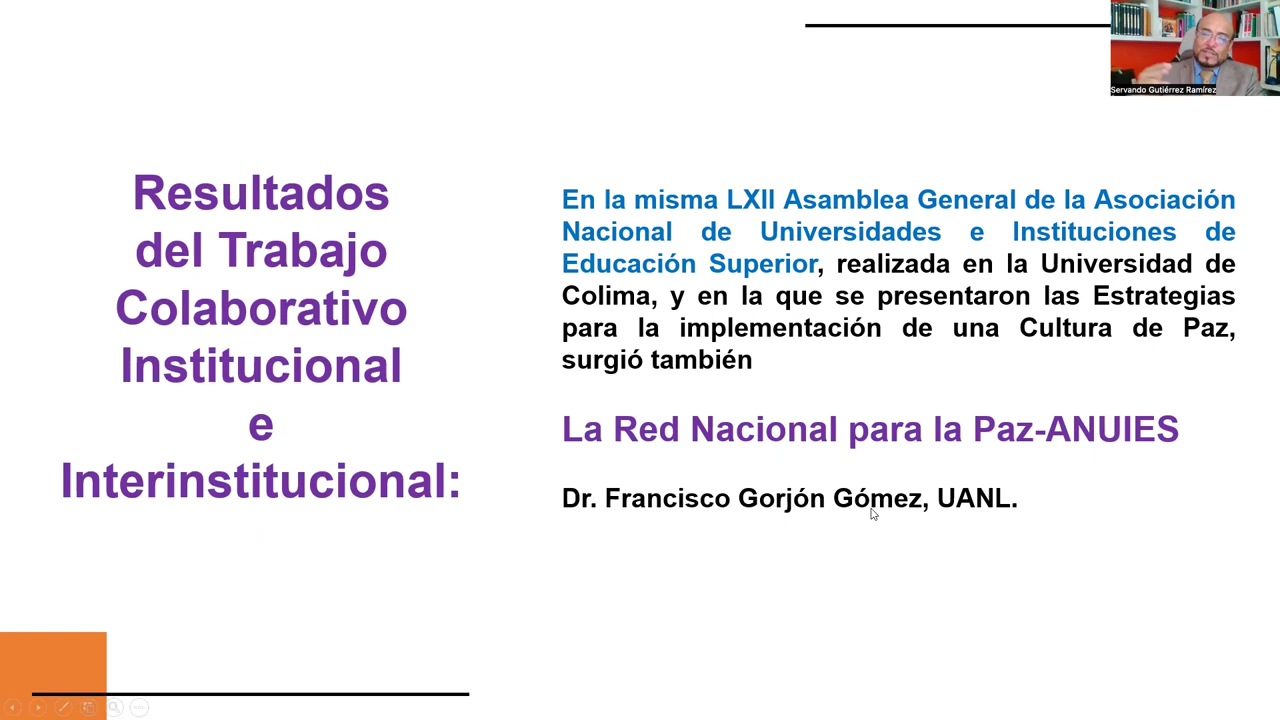 Servando Gutiérrez Ramírez
Resultados
del Trabajo
Colaborativo
Institucional
e
Interinstitucional:
En la misma LXII Asamblea General de la Asociación
Nacional de Universidades e Instituciones de
Educación Superior, realizada en la Universidad de
Colima, y en la que se presentaron las Estrategias
para la implementación de una Cultura de Paz,
surgió también
La Red Nacional para la Paz-ANUIES
Dr. Francisco Gorjón Gómez, UANL.